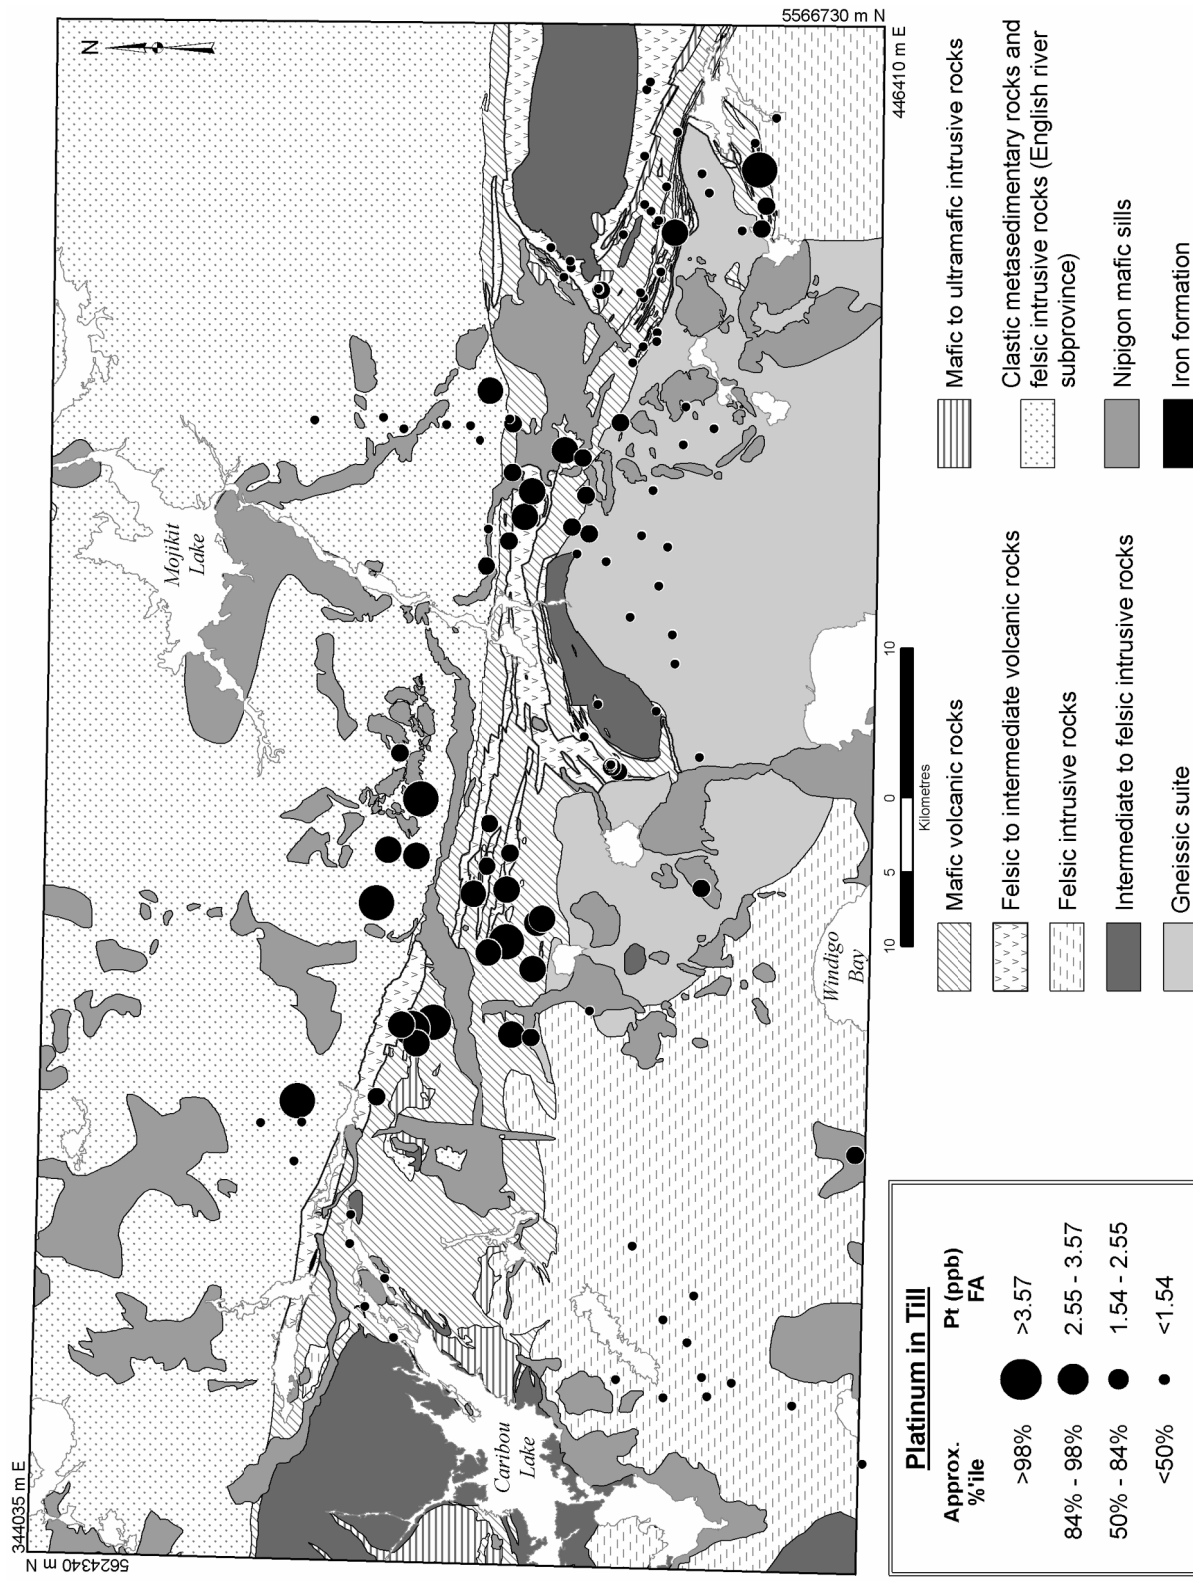 344035 m E
5624340 m N
N
Mojikit
Lake
Caribou
Lake
Windigo
Bay
446410 m E
5566730 m N
10 5 0 10
Kilometres
Platinum in Till
Approx. Pt (ppb)
%'ile FA
>98% >3.57
84% - 98% 2.55 - 3.57
50% - 84% 1.54 - 2.55
<50% <1.54
Mafic volcanic rocks
Felsic to intermediate volcanic rocks
Felsic intrusive rocks
Intermediate to felsic intrusive rocks
Gneissic suite
Mafic to ultramafic intrusive rocks
Clastic metasedimentary rocks and
felsic intrusive rocks (English river
subprovince)
Nipigon mafic sills
Iron formation